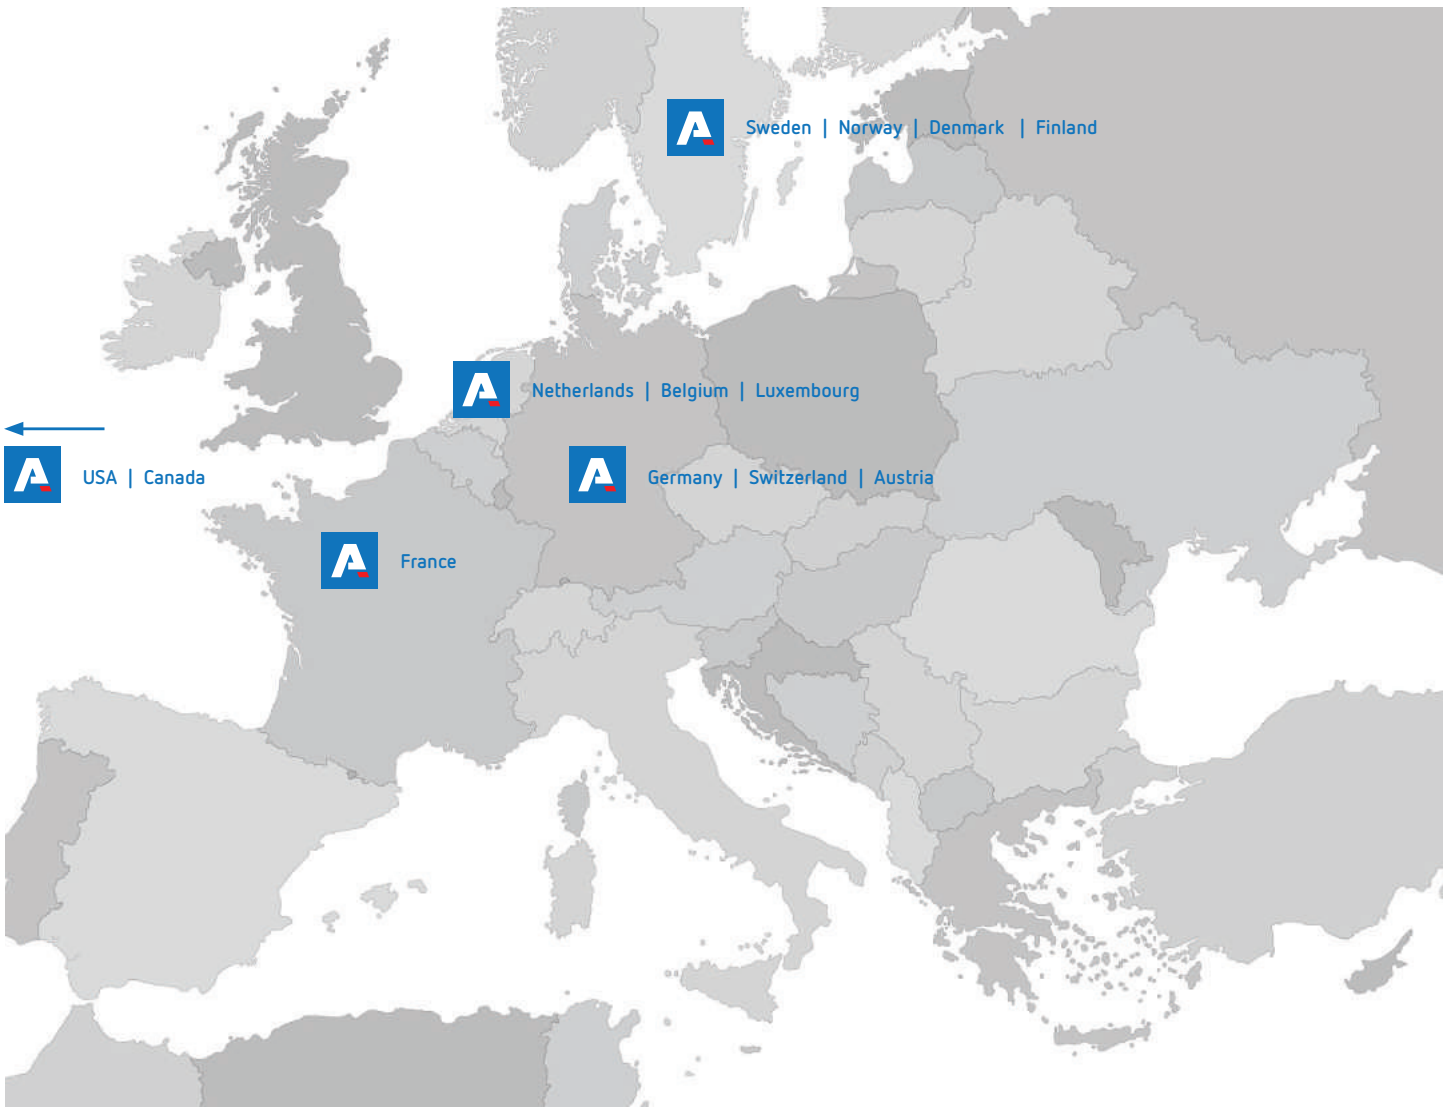 Sweden | Norway | Denmark | Finland
Netherlands | Belgium | Luxembourg
USA | Canada
Germany | Switzerland | Austria
France